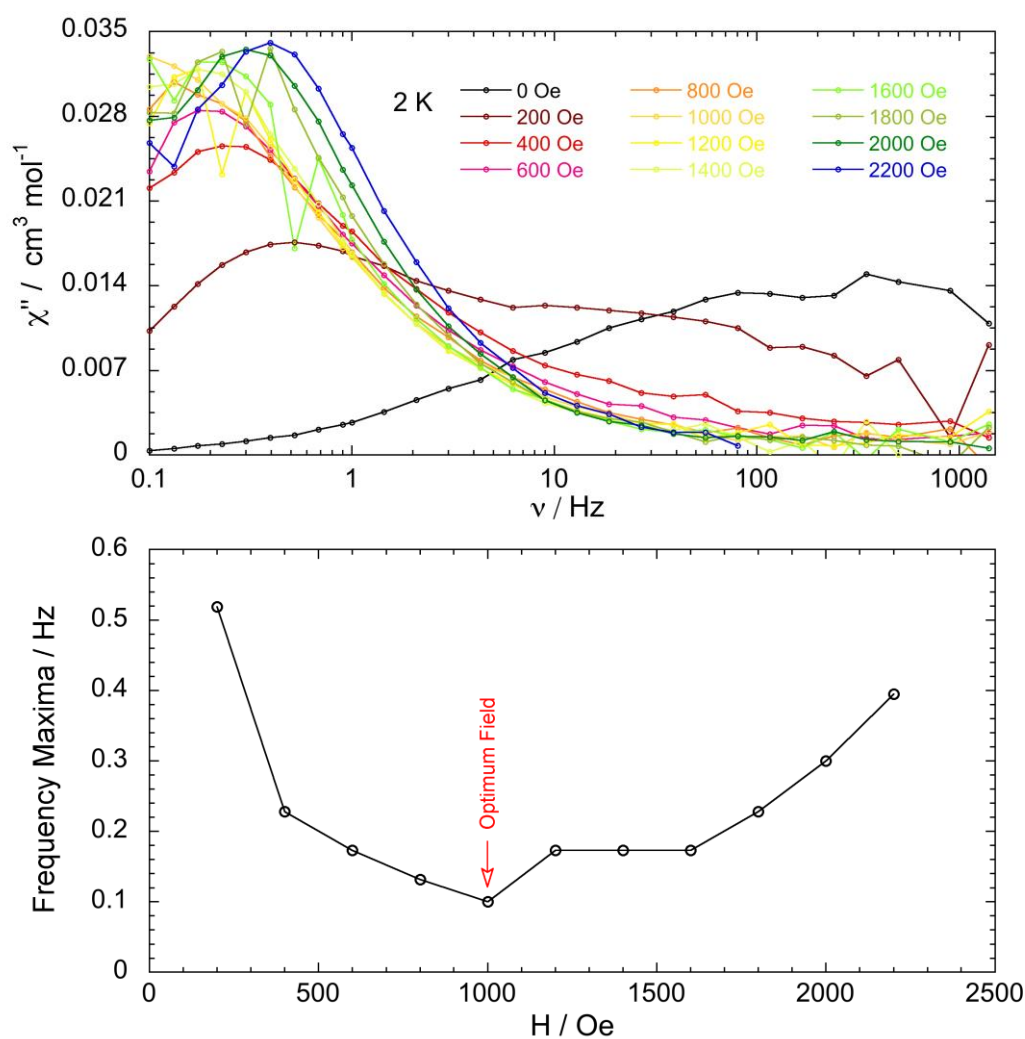 0.035
0.028
0.021
0.014
0.007
0
χ'' / cm³ mol⁻¹
2 K
0 Oe
200 Oe
400 Oe
600 Oe
800 Oe
1000 Oe
1200 Oe
1400 Oe
1600 Oe
1800 Oe
2000 Oe
2200 Oe
0.1 1 10 100 1000
ν / Hz
0.6
0.5
0.4
0.3
0.2
0.1
0
Frequency Maxima / Hz
Optimum Field
0 500 1000 1500 2000 2500
H / Oe